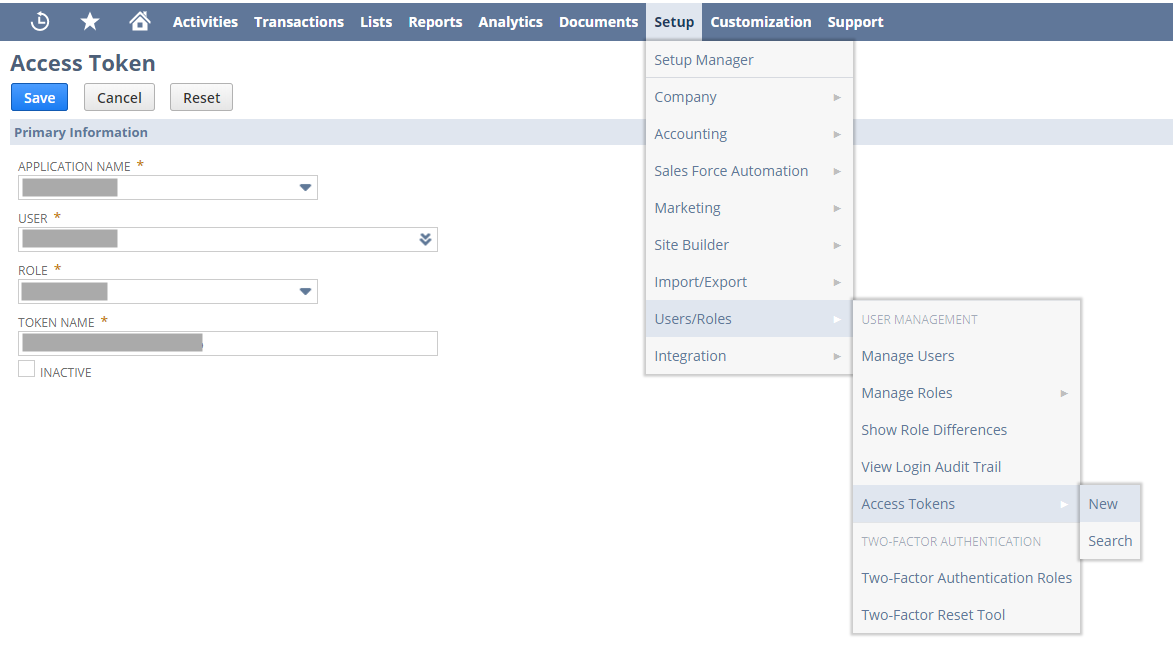 Activities Transactions Lists Reports Analytics Documents Setup Customization Support
Access Token
Save Cancel Reset
Primary Information
APPLICATION NAME *
USER *
ROLE *
TOKEN NAME *
INACTIVE
Setup Manager
Company
Accounting
Sales Force Automation
Marketing
Site Builder
Import/Export
Users/Roles
Integration
USER MANAGEMENT
Manage Users
Manage Roles
Show Role Differences
View Login Audit Trail
Access Tokens
TWO-FACTOR AUTHENTICATION
Two-Factor Authentication Roles
Two-Factor Reset Tool
New
Search